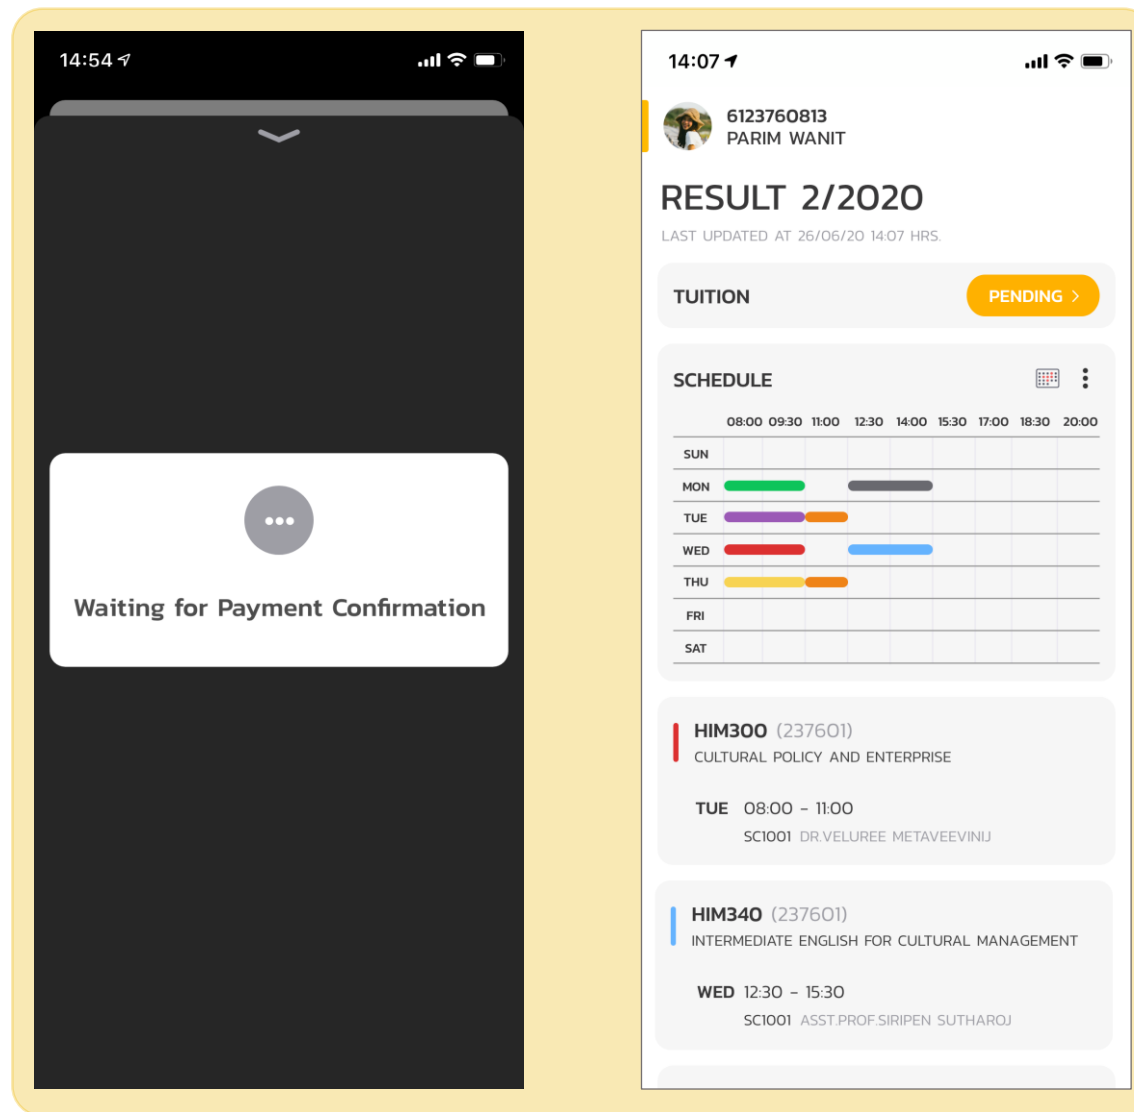 14:54
Waiting for Payment Confirmation
14:07
6123760813
PARIM WANIT
RESULT 2/2020
LAST UPDATED AT 26/06/20 14:07 HRS.
TUITION
PENDING >
SCHEDULE
08:00 09:30 11:00 12:30 14:00 15:30 17:00 18:30 20:00
SUN
MON
TUE
WED
THU
FRI
SAT
HIM300 (237601)
CULTURAL POLICY AND ENTERPRISE
TUE 08:00 - 11:00
SC1001 DR.VELUREE METAVEEVINIJ
HIM340 (237601)
INTERMEDIATE ENGLISH FOR CULTURAL MANAGEMENT
WED 12:30 - 15:30
SC1001 ASST.PROF.SIRIPEN SUTHAROJ